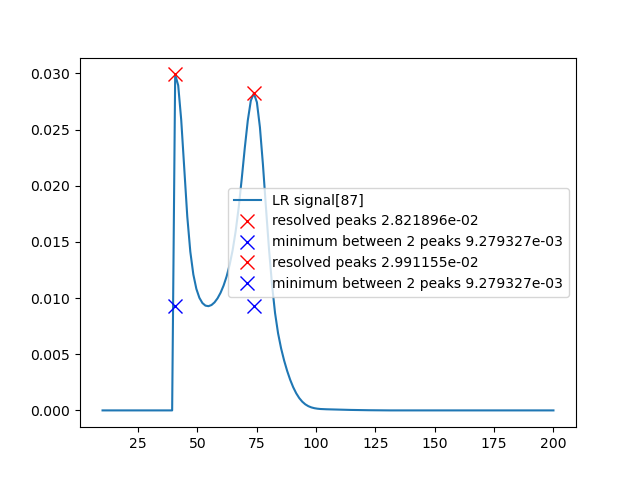 0.030
0.025
0.020
0.015
0.010
0.005
0.000
LR signal[87]
resolved peaks 2.821896e-02
minimum between 2 peaks 9.279327e-03
resolved peaks 2.991155e-02
minimum between 2 peaks 9.279327e-03
25 50 75 100 125 150 175 200